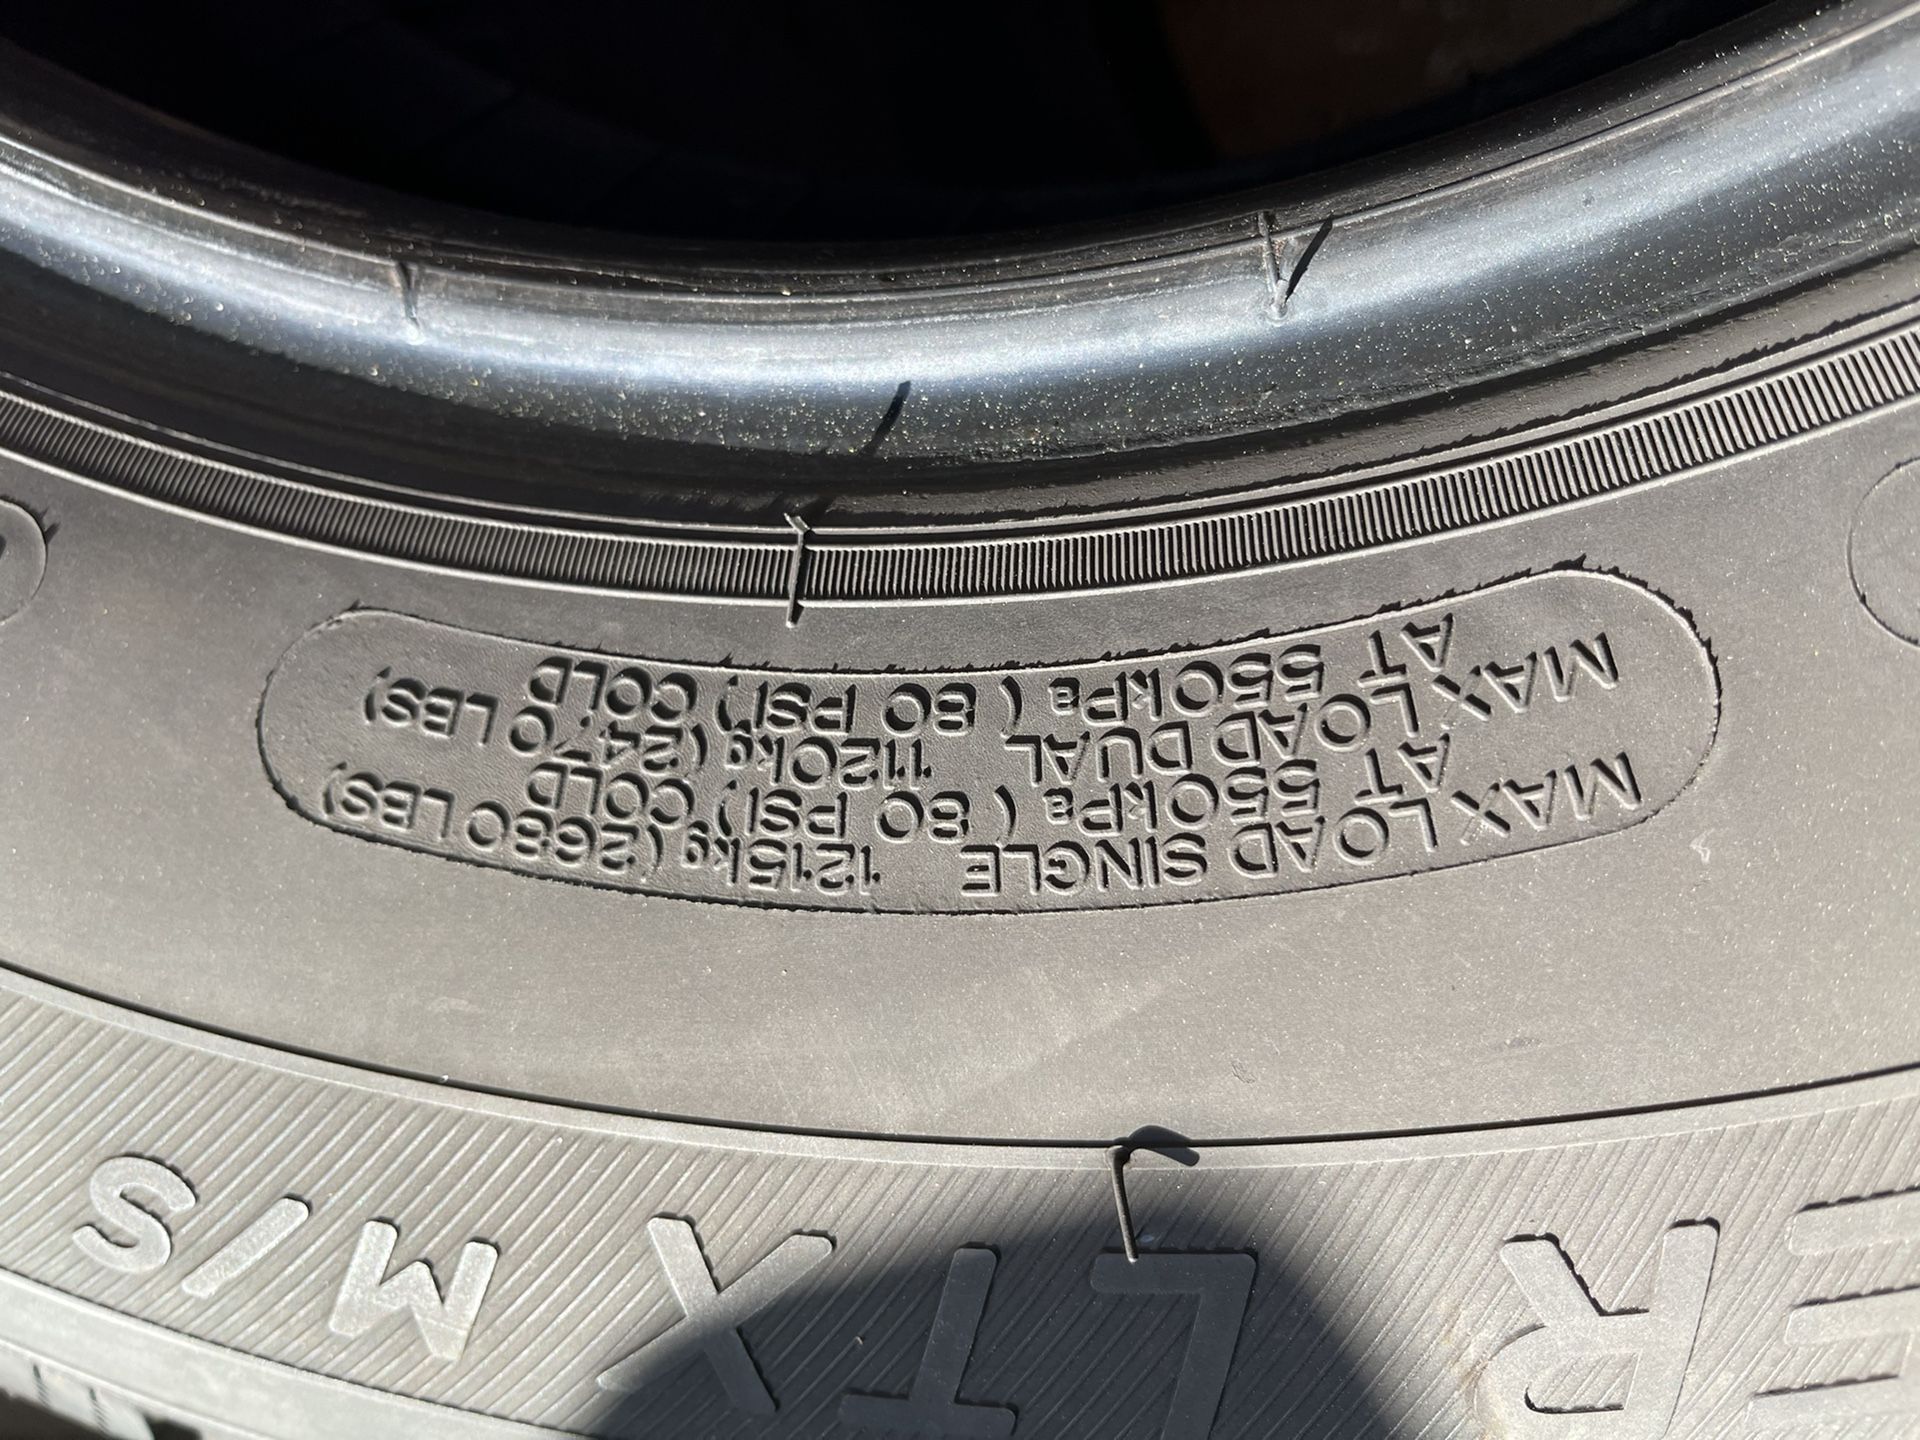 ER LTX M/S
MAX LOAD SINGLE 1215kg (2680 LBS)
AT 550kPa ( 80 PSI ) COLD
MAX LOAD DUAL 1120kg (2470 LBS)
AT 550kPa ( 80 PSI ) COLD